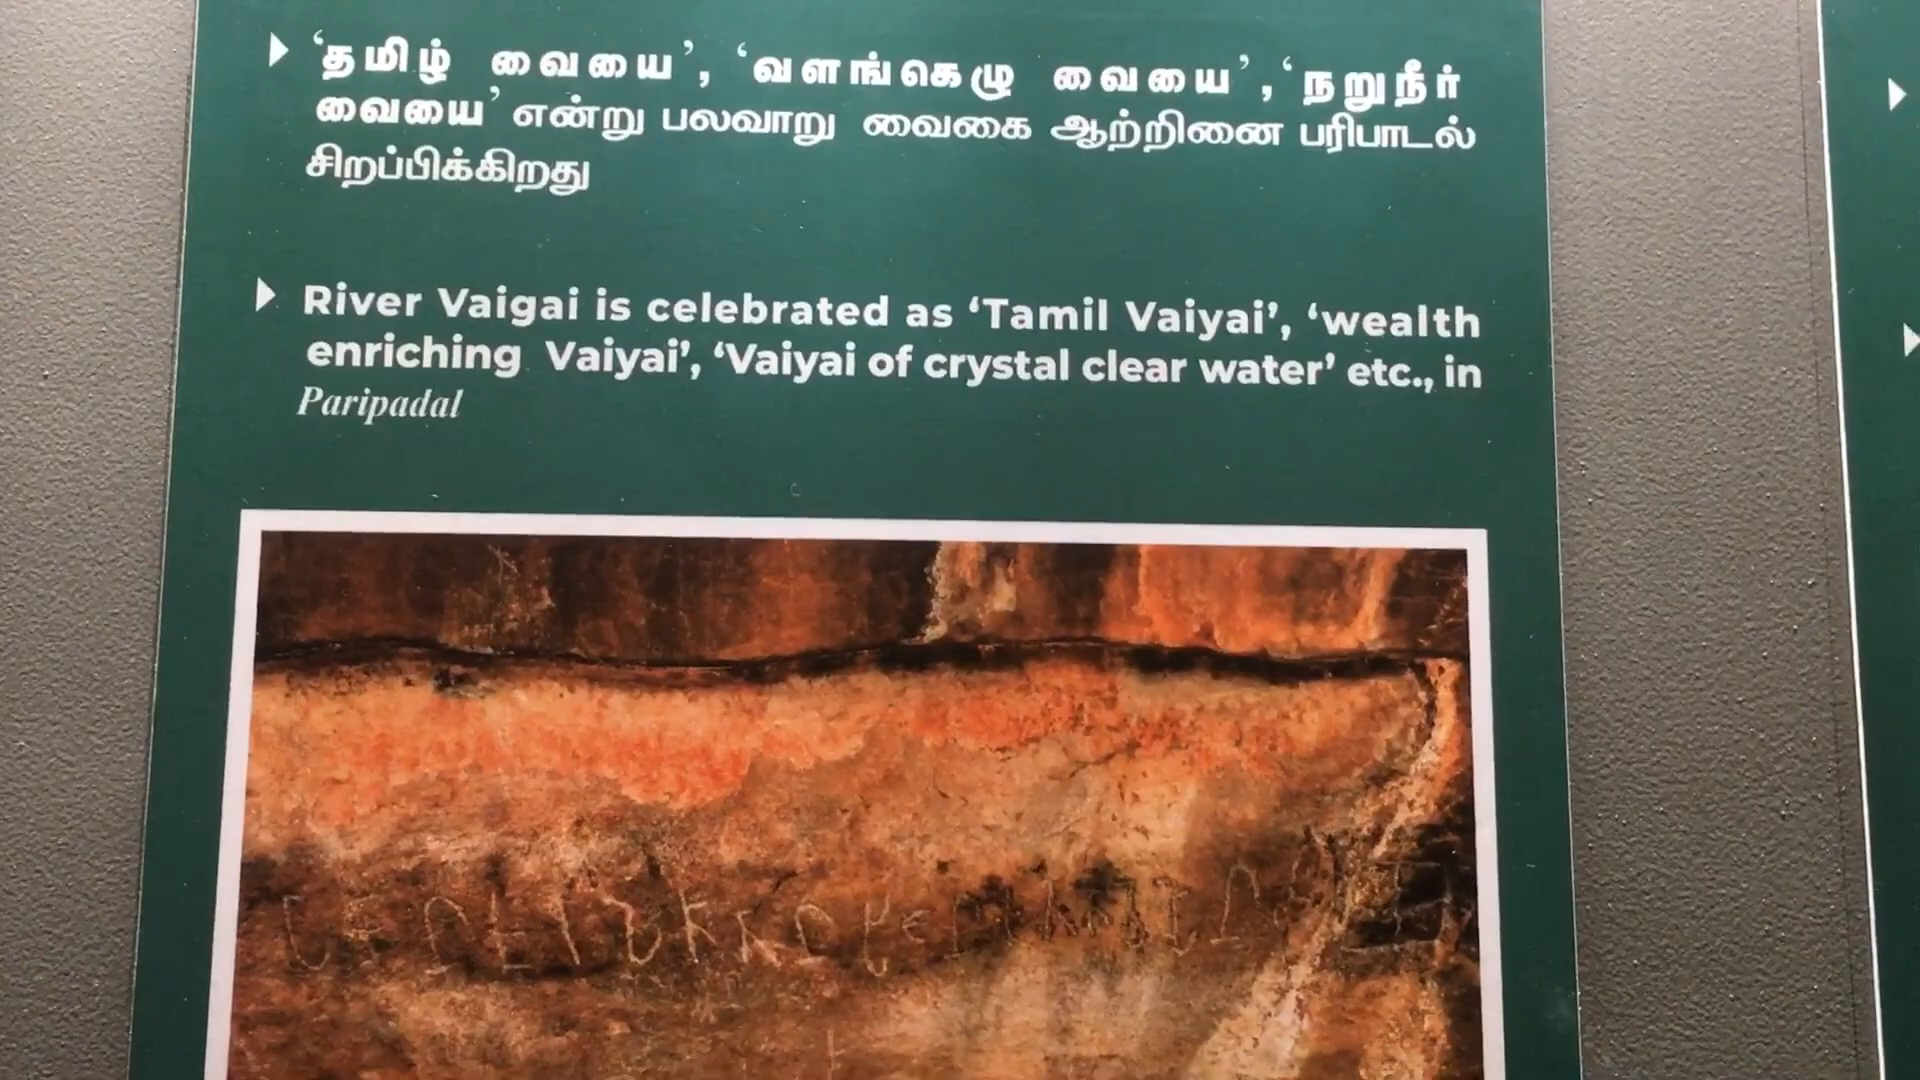 ‘தமிழ் வையை’, ‘வளங்கெழு வையை’, ‘நறுநீர்
வையை’ என்று பலவாறு வைகை ஆற்றினை பரிபாடல்
சிறப்பிக்கிறது
River Vaigai is celebrated as ‘Tamil Vaiyai’, ‘wealth
enriching Vaiyai’, ‘Vaiyai of crystal clear water’ etc., in
Paripadal